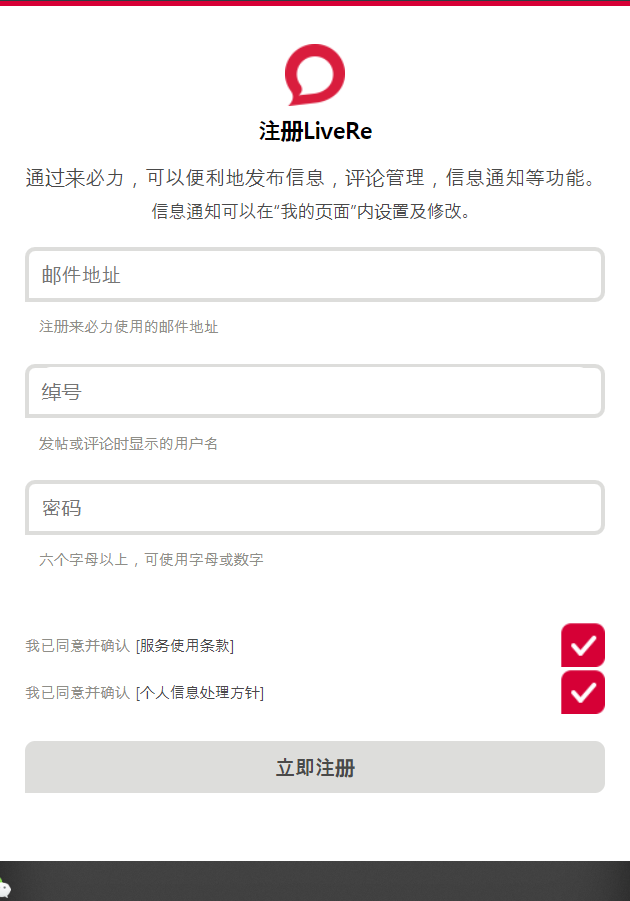 注册LiveRe
通过来必力，可以便利地发布信息，评论管理，信息通知等功能。
信息通知可以在“我的页面”内设置及修改。
邮件地址
注册来必力使用的邮件地址
绰号
发帖或评论时显示的用户名
密码
六个字母以上，可使用字母或数字
我已同意并确认 [服务使用条款]
我已同意并确认 [个人信息处理方针]
立即注册